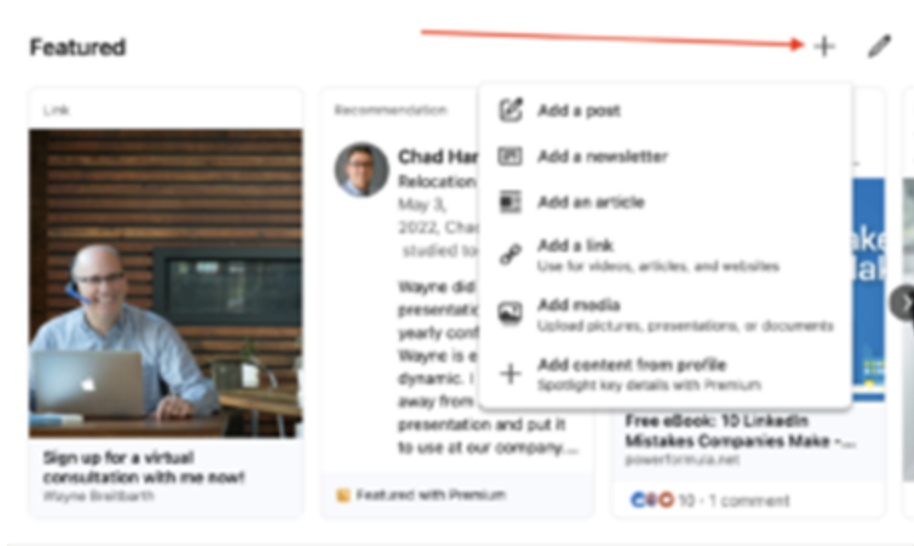 Featured
Link
Sign up for a virtual
consultation with me now!
Wayne Breitbarth
Recommendation
Chad Har
Relocation
May 3,
2022, Chad
studied to
Wayne did
presentatio
yearly conf
Wayne is e
dynamic. I
away from
presentation and put it
to use at our company....
Featured with Premium
Add a post
Add a newsletter
Add an article
Add a link
Use for videos, articles, and websites
Add media
Upload pictures, presentations, or documents
Add content from profile
Spotlight key details with Premium
ake
Mak
Free eBook: 10 LinkedIn
Mistakes Companies Make -...
powerformula.net
10 · 1 comment